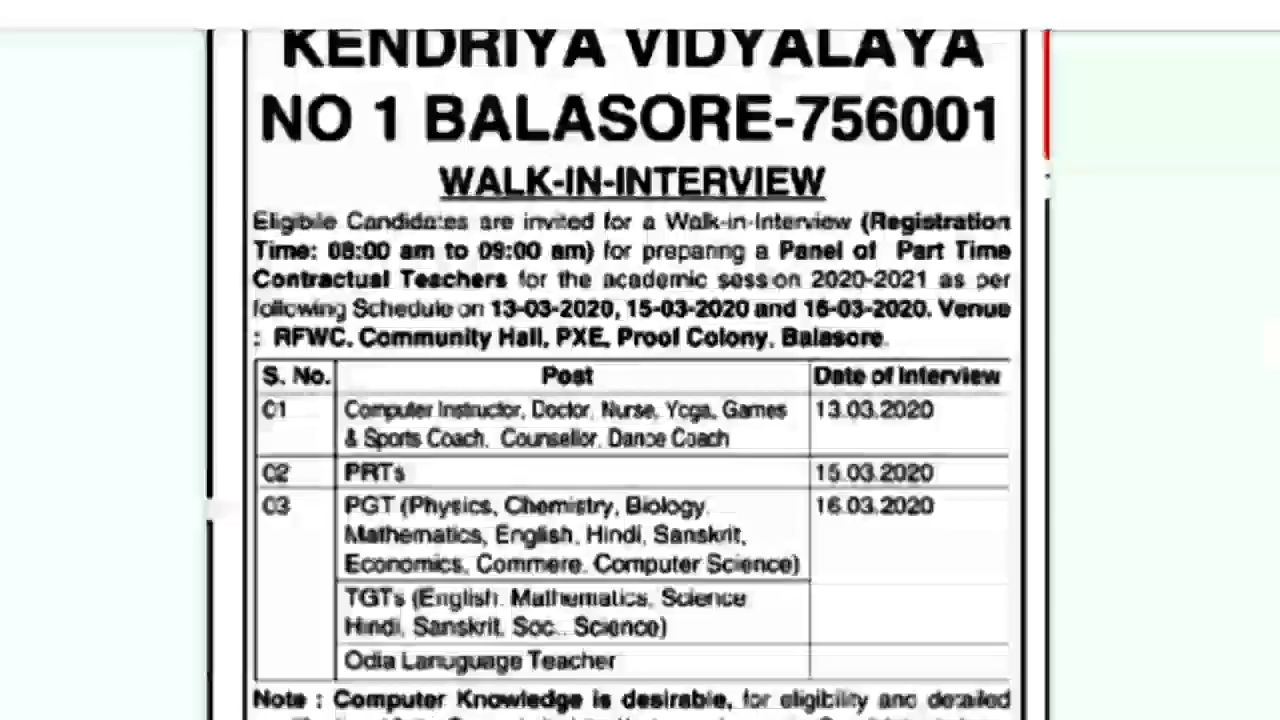 KENDRIYA VIDYALAYA
NO 1 BALASORE-756001
WALK-IN-INTERVIEW
Eligibile Candidates are invited for a Walk-in-Interview (Registration
Time: 08:00 am to 09:00 am) for preparing a Panel of Part Time
Contractual Teachers for the academic session 2020-2021 as per
following Schedule on 13-03-2020, 15-03-2020 and 16-03-2020. Venue
: RFWC, Community Hall, PXE, Proof Colony, Balasore.
S. No. Post Date of Interview
01 Computer Instructor, Doctor, Nurse, Yoga, Games 13.03.2020
& Sports Coach, Counsellor, Dance Coach
02 PRTs 15.03.2020
03 PGT (Physics, Chemistry, Biology, 16.03.2020
Mathematics, English, Hindi, Sanskrit,
Economics, Commere, Computer Science)
TGTs (English, Mathematics, Science
Hindi, Sanskrit, Soc.. Science)
Odia Lanuguage Teacher
Note : Computer Knowledge is desirable, for eligibility and detailed